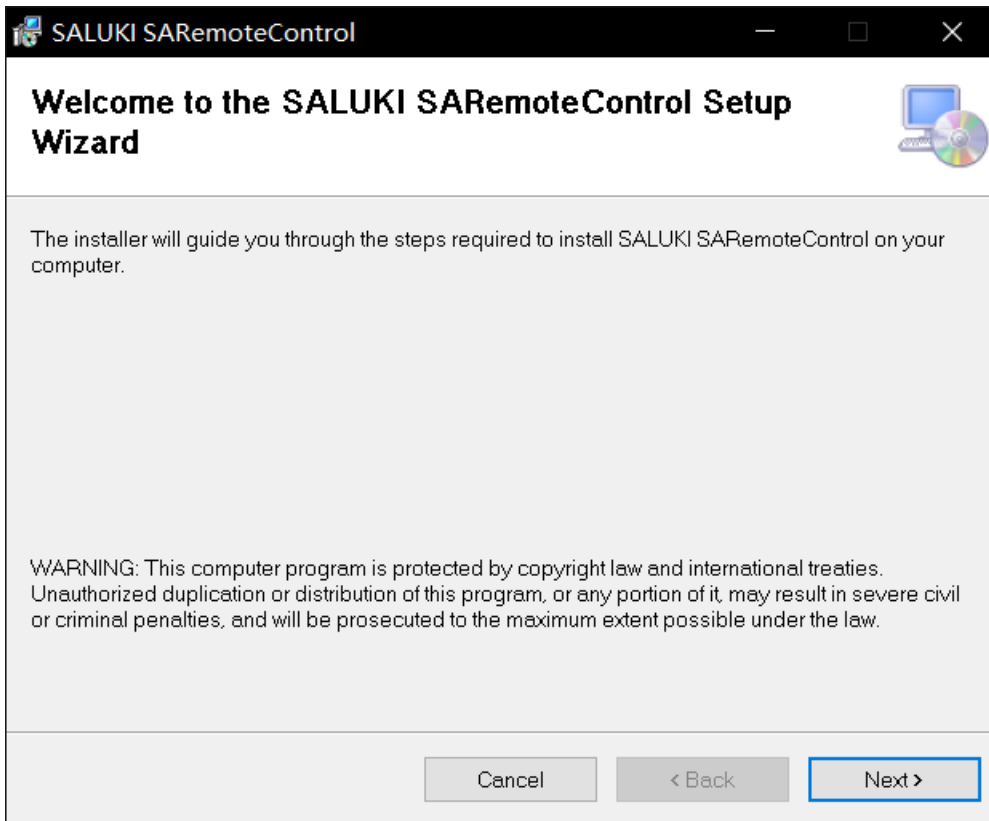 SALUKI SARemoteControl
Welcome to the SALUKI SARemoteControl Setup
Wizard
The installer will guide you through the steps required to install SALUKI SARemoteControl on your
computer.
WARNING: This computer program is protected by copyright law and international treaties.
Unauthorized duplication or distribution of this program, or any portion of it, may result in severe civil
or criminal penalties, and will be prosecuted to the maximum extent possible under the law.
Cancel < Back Next >